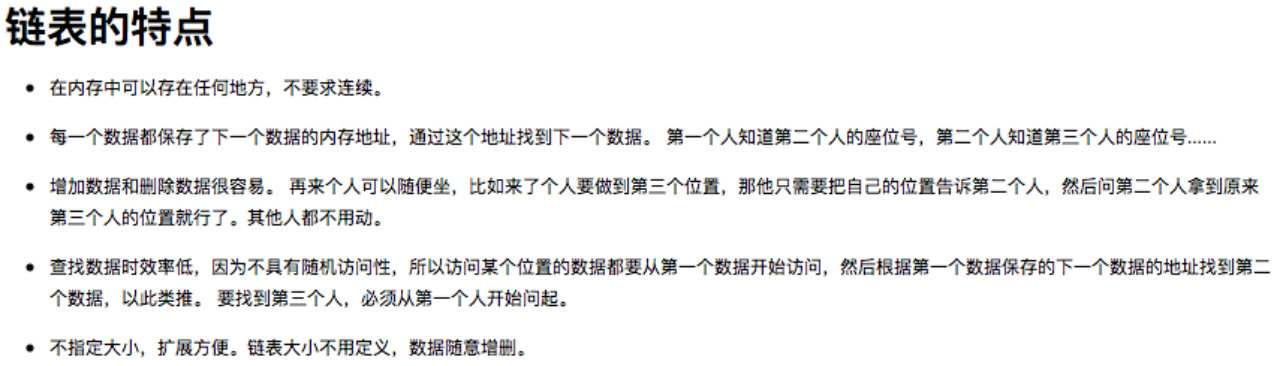 链表的特点
在内存中可以存在任何地方，不要求连续。
每一个数据都保存了下一个数据的内存地址，通过这个地址找到下一个数据。 第一个人知道第二个人的座位号，第二个人知道第三个人的座位号……
增加数据和删除数据很容易。 再来个人可以随便坐，比如来了个人要做到第三个位置，那他只需要把自己的位置告诉第二个人，然后问第二个人拿到原来
第三个人的位置就行了。其他人都不用动。
查找数据时效率低，因为不具有随机访问性，所以访问某个位置的数据都要从第一个数据开始访问，然后根据第一个数据保存的下一个数据的地址找到第二
个数据，以此类推。 要找到第三个人，必须从第一个人开始问起。
不指定大小，扩展方便。链表大小不用定义，数据随意增删。